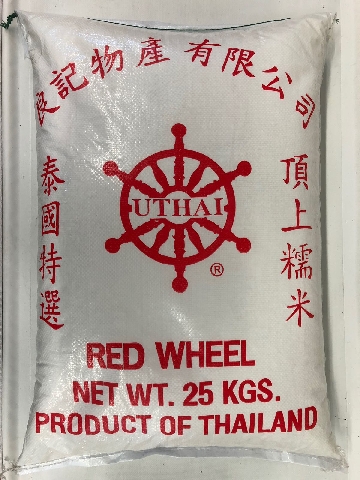 良記物產有限公司
泰國特選
頂上糯米
UTHAI
®
RED WHEEL
NET WT. 25 KGS.
PRODUCT OF THAILAND